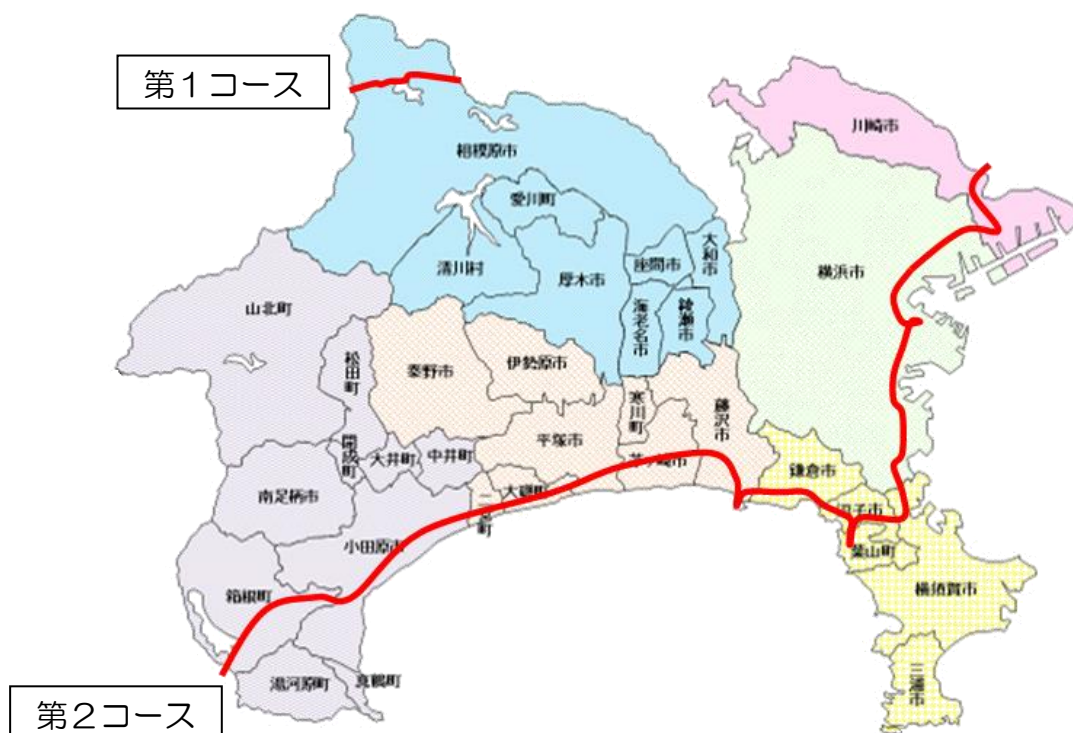 第１コース
川崎市
相模原市
愛川町
大和市
座間市
横浜市
清川村
厚木市
綾瀬市
海老名市
山北町
松田町
秦野市
伊勢原市
寒川町
藤沢市
平塚市
茅ヶ崎市
開成町
大井町
中井町
鎌倉市
南足柄市
大磯町
二宮町
逗子市
小田原市
葉山町
箱根町
横須賀市
湯河原町
真鶴町
三浦市
第２コース